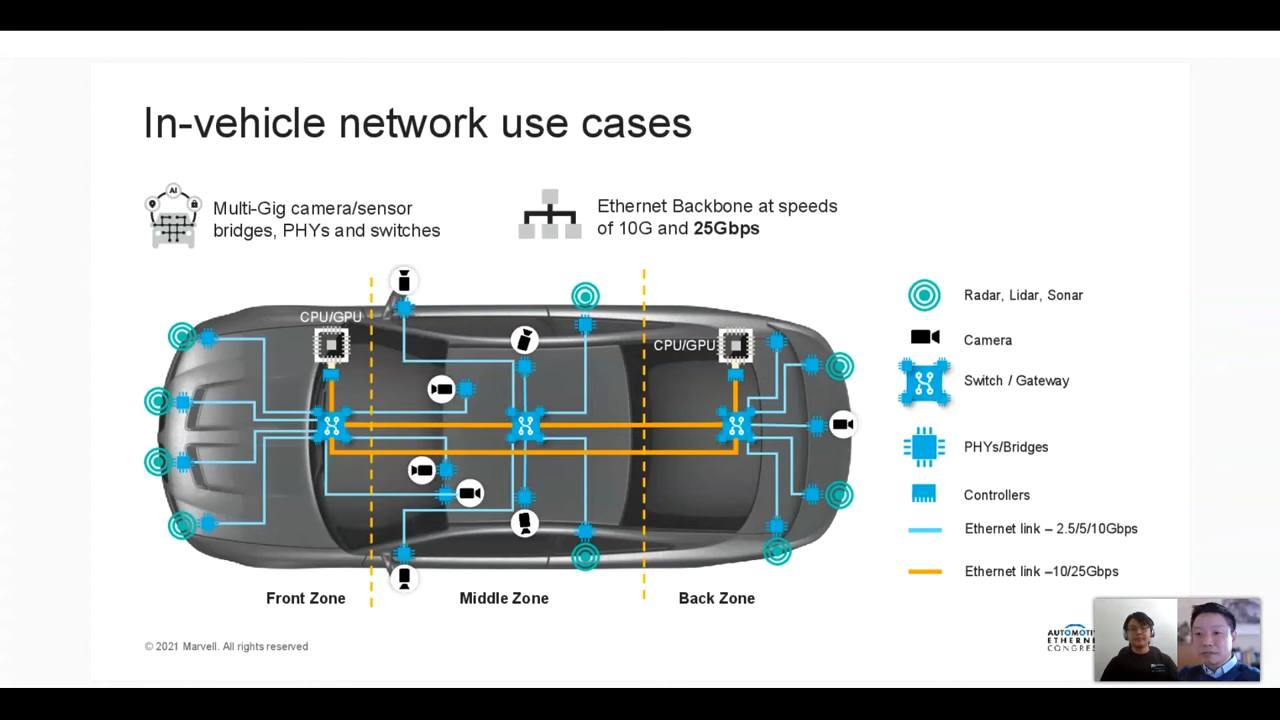 In-vehicle network use cases
AI
Multi-Gig camera/sensor
bridges, PHYs and switches
Ethernet Backbone at speeds
of 10G and 25Gbps
CPU/GPU
CPU/GPU
Radar, Lidar, Sonar
Camera
Switch / Gateway
PHYs/Bridges
Controllers
Ethernet link – 2.5/5/10Gbps
Ethernet link –10/25Gbps
Front Zone
Middle Zone
Back Zone
© 2021 Marvell. All rights reserved